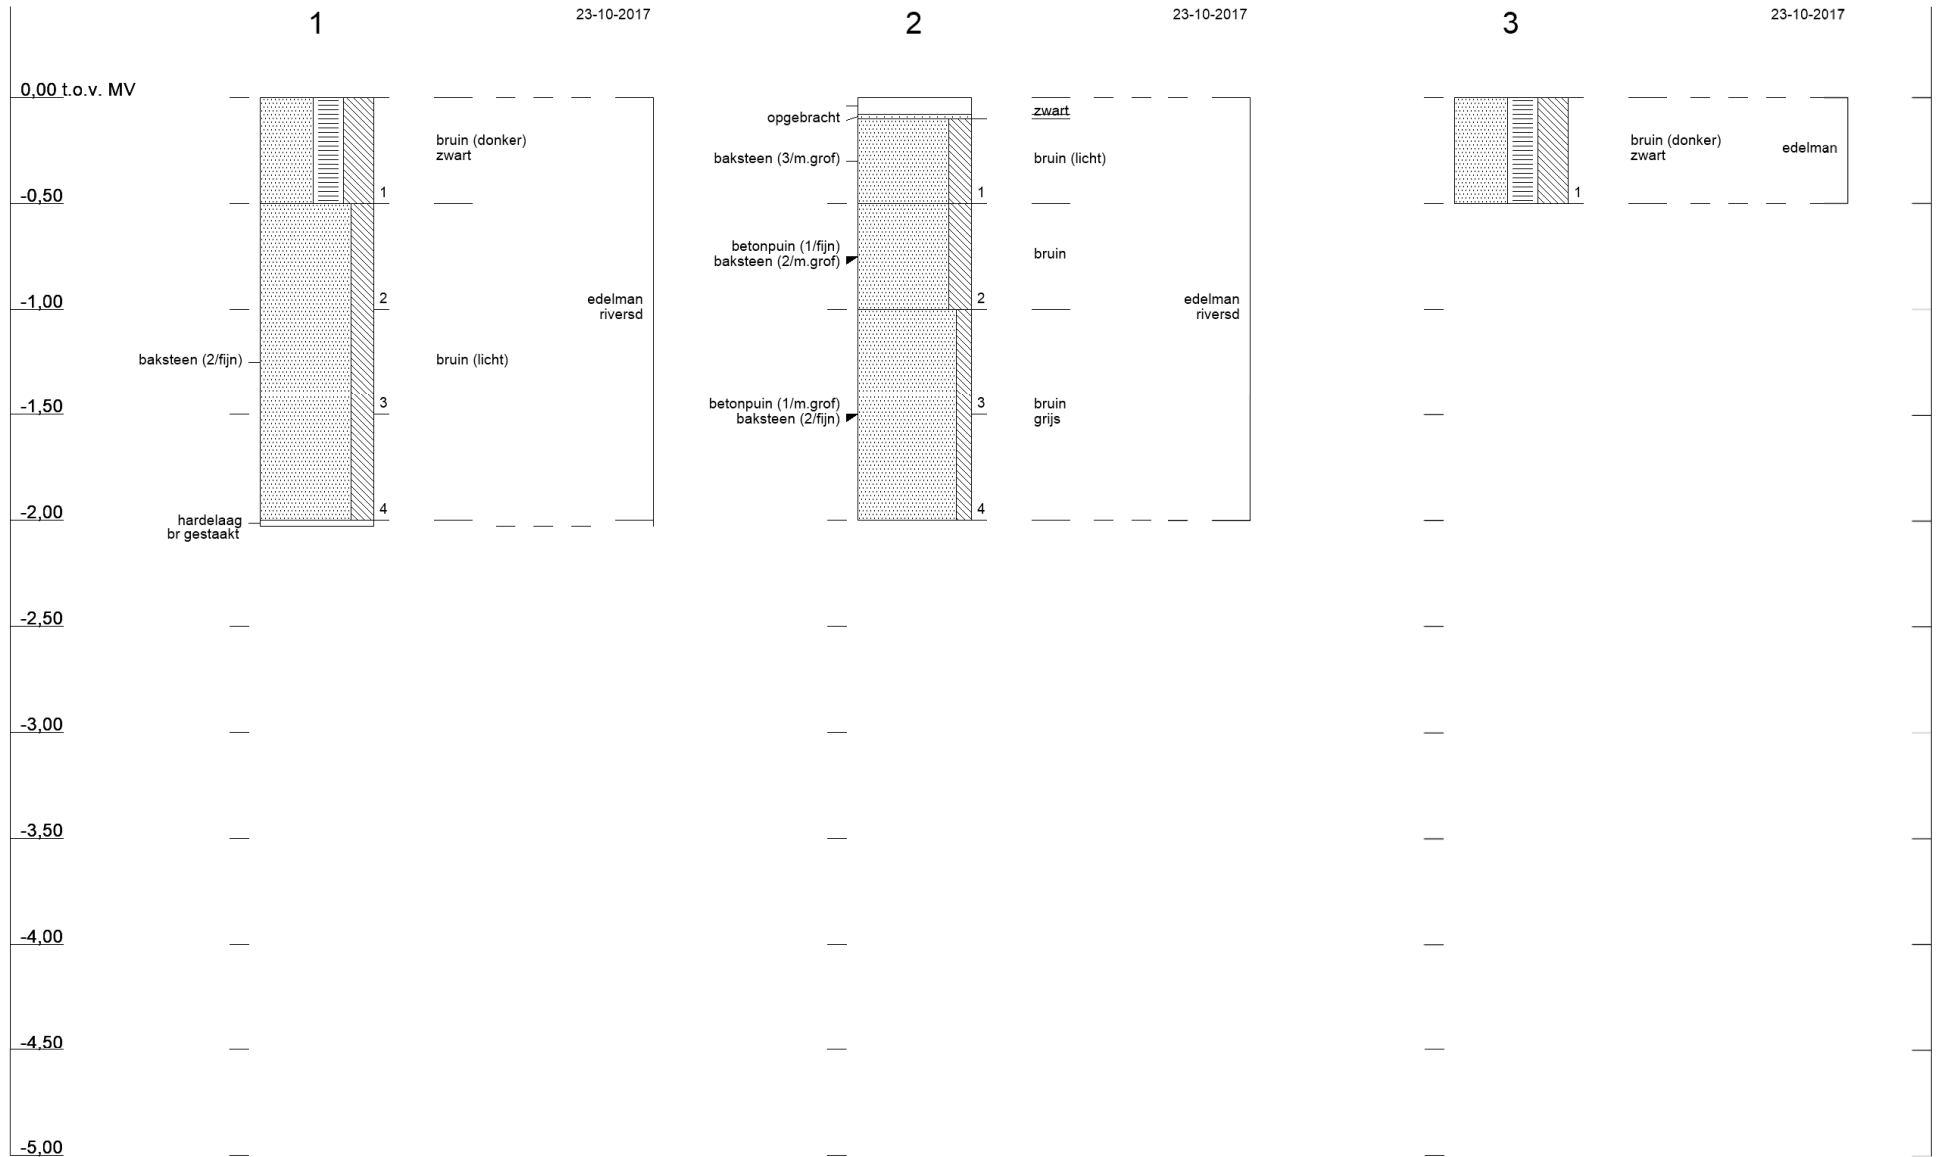 1
23-10-2017
2
23-10-2017
3
23-10-2017
0,00 t.o.v. MV
-0,50
-1,00
-1,50
-2,00
-2,50
-3,00
-3,50
-4,00
-4,50
-5,00
bruin (donker)
zwart
1
2
edelman
riversd
baksteen (2/fijn)
bruin (licht)
3
4
hardelaag
br gestaakt
opgebracht
zwart
baksteen (3/m.grof)
bruin (licht)
1
betonpuin (1/fijn)
baksteen (2/m.grof)
bruin
2
edelman
riversd
betonpuin (1/m.grof)
baksteen (2/fijn)
3
bruin
grijs
4
bruin (donker)
zwart
edelman
1